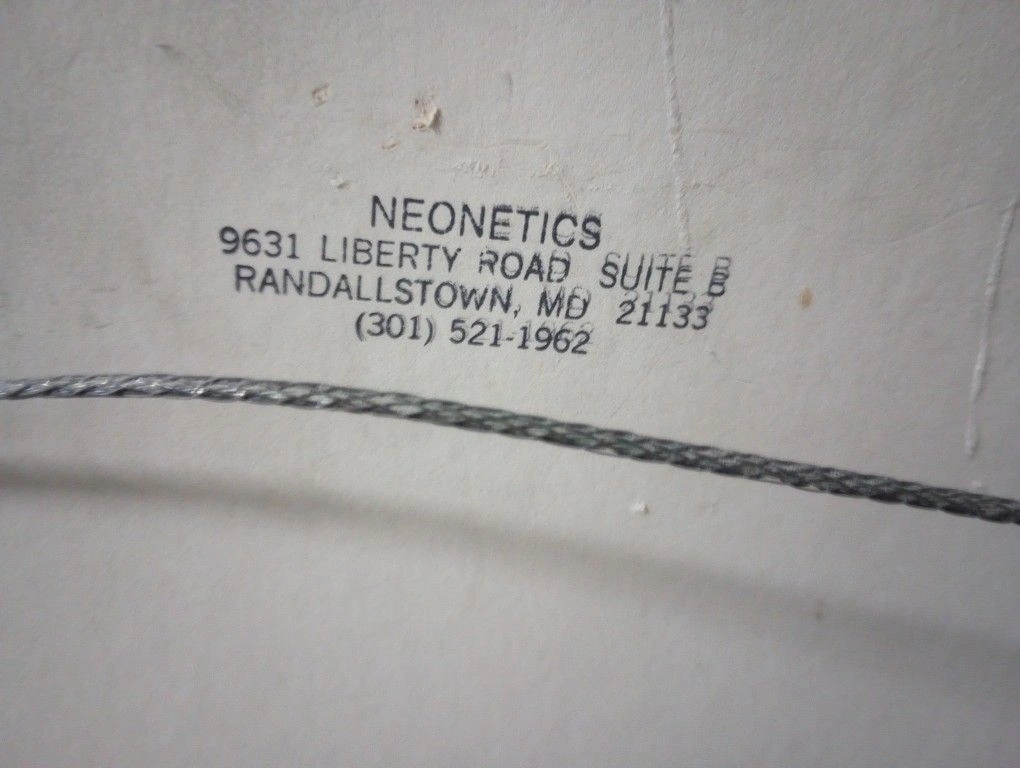 NEONETICS
9631 LIBERTY ROAD SUITE B
RANDALLSTOWN, MD 21133
(301) 521-1962